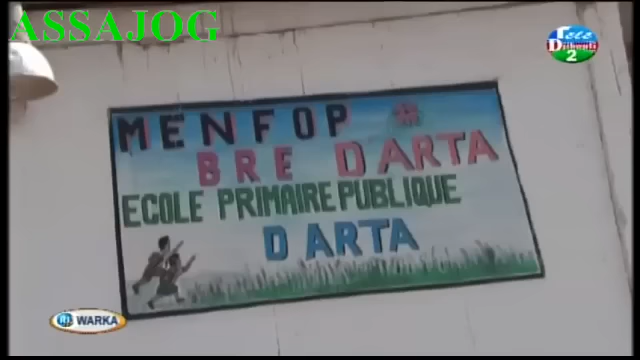 ASSAJOG
Tele
Djibouti
2
MENFOP *
BRE D'ARTA
ECOLE PRIMAIRE PUBLIQUE
D ARTA
WARKA